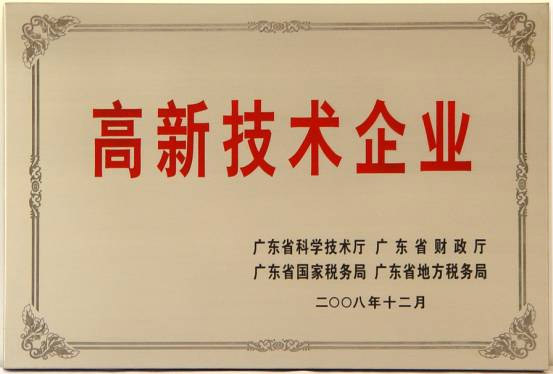 高新技术企业
广东省科学技术厅 广东省财政厅
广东省国家税务局 广东省地方税务局
二〇〇八年十二月